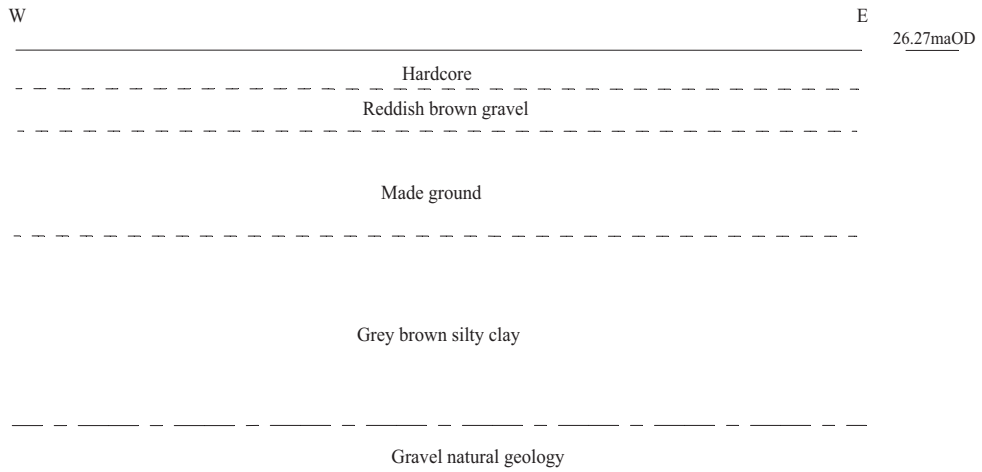 W
E
26.27maOD
Hardcore
Reddish brown gravel
Made ground
Grey brown silty clay
Gravel natural geology